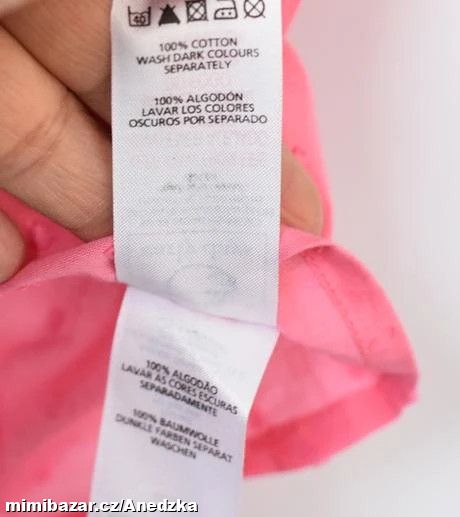 40
100% COTTON
WASH DARK COLOURS
SEPARATELY
100% ALGODÓN
LAVAR LOS COLORES
OSCUROS POR SEPARADO
100% ALGODÃO
LAVAR AS CORES ESCURAS
SEPARADAMENTE
100% BAUMWOLLE
DUNKLE FARBEN SEPARAT
WASCHEN
mimibazar.cz/Anedzka